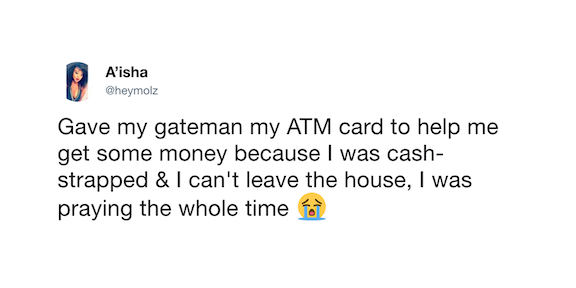 A'isha
@heymolz
Gave my gateman my ATM card to help me
get some money because I was cash-
strapped & I can't leave the house, I was
praying the whole time 😭